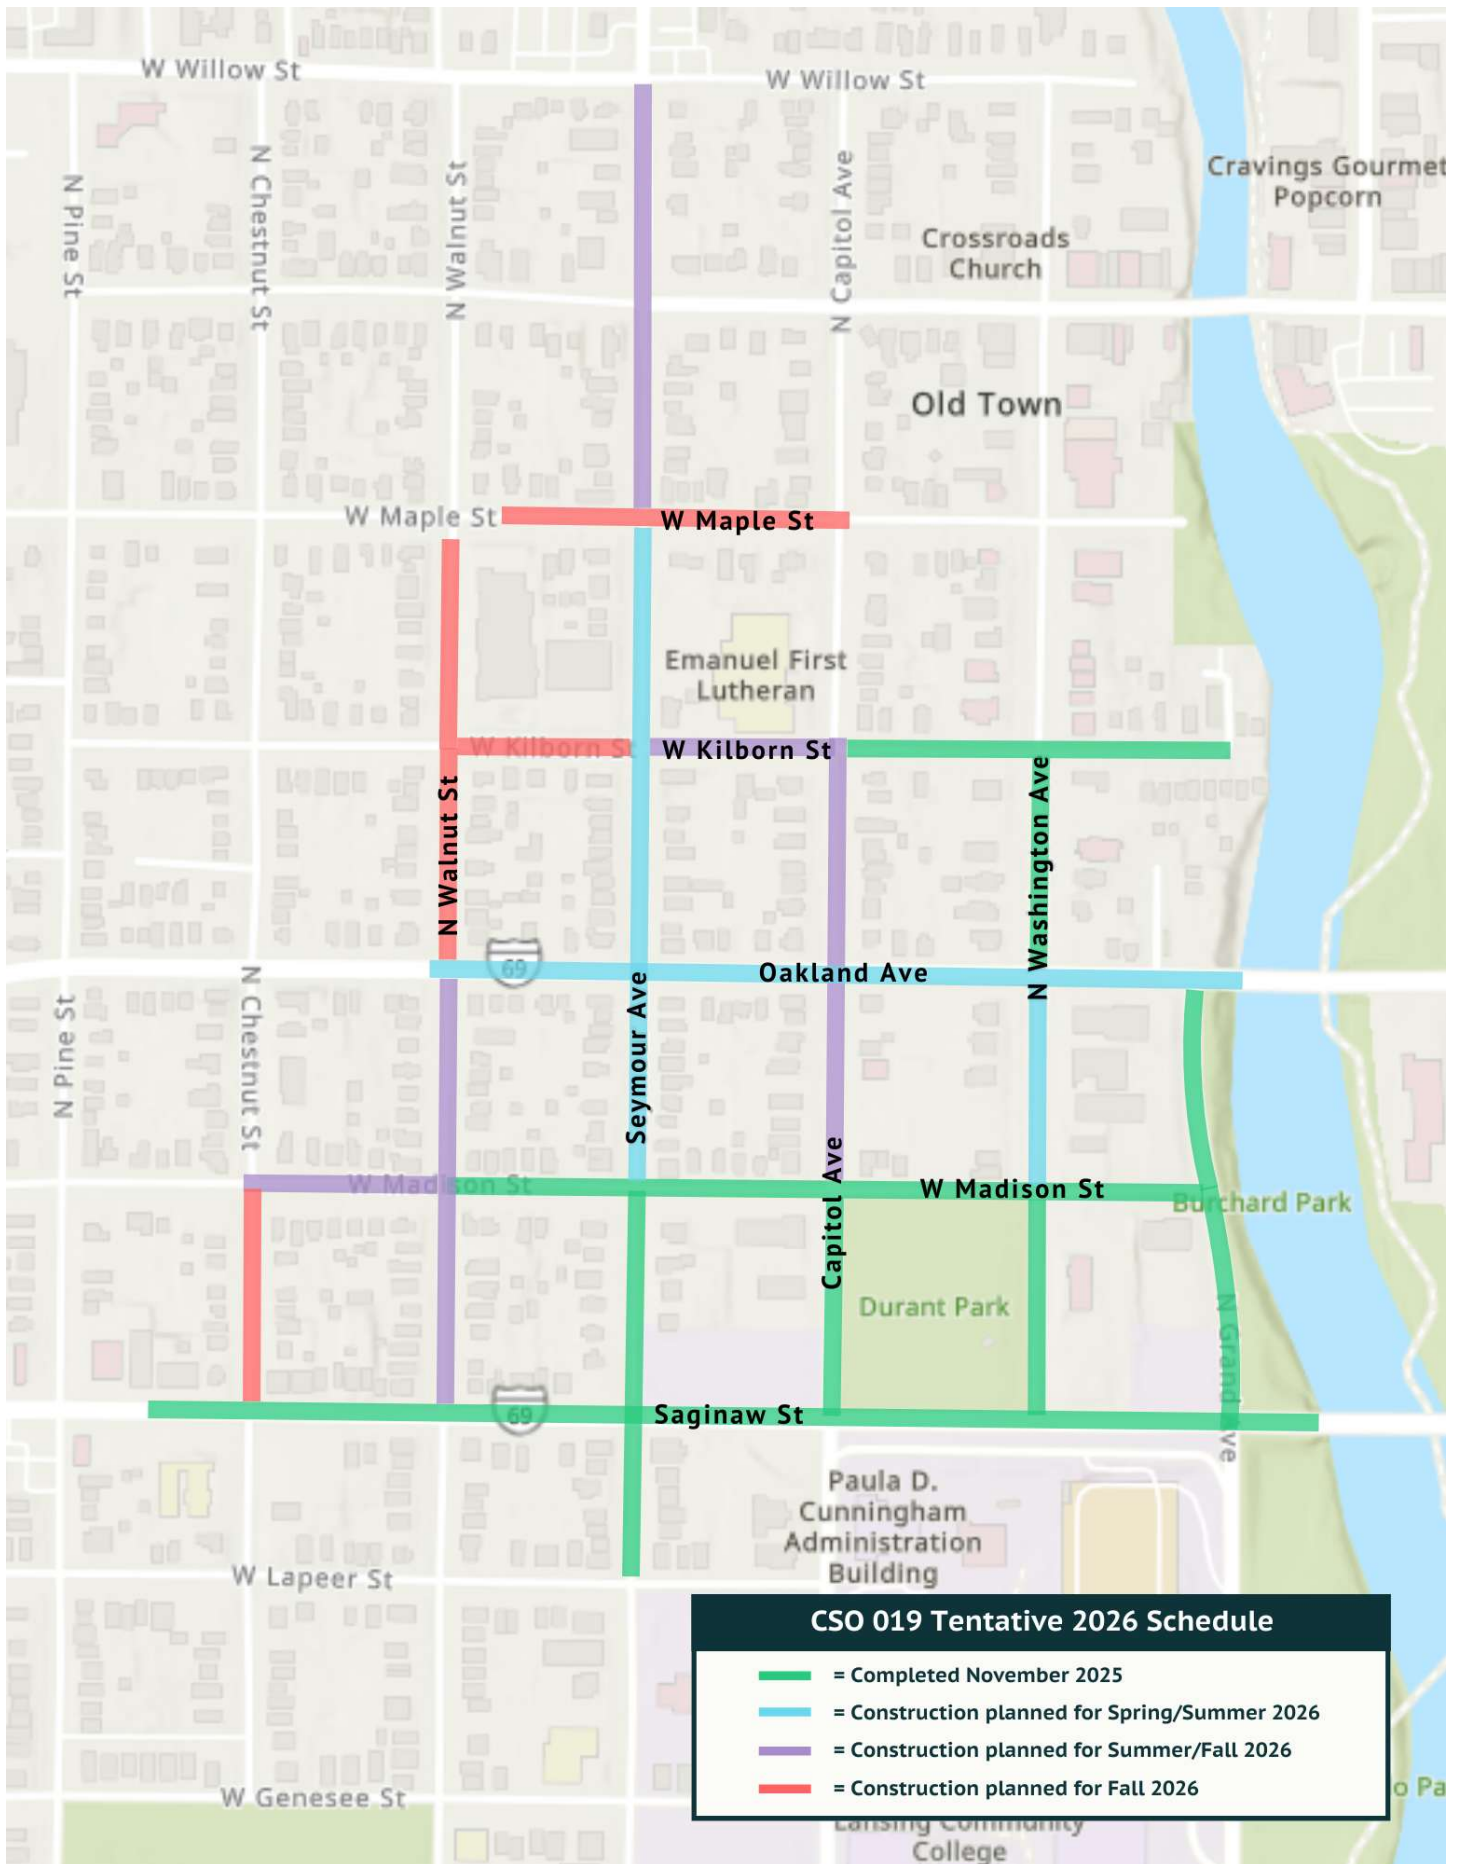 W Willow St
W Willow St
N Pine St
N Chestnut St
N Walnut St
N Capitol Ave
Cravings Gourmet
Popcorn
Crossroads
Church
Old Town
W Maple St
W Maple St
Emanuel First
Lutheran
W Kilborn St
W Kilborn St
N Walnut St
N Washington Ave
69
Oakland Ave
N Pine St
N Chestnut St
Seymour Ave
Capitol Ave
W Madison St
W Madison St
Burchard Park
Durant Park
N Grand Ave
69
Saginaw St
Paula D.
Cunningham
Administration
Building
W Lapeer St
CSO 019 Tentative 2026 Schedule
= Completed November 2025
= Construction planned for Spring/Summer 2026
= Construction planned for Summer/Fall 2026
= Construction planned for Fall 2026
W Genesee St
o Pa
Lansing Community
College